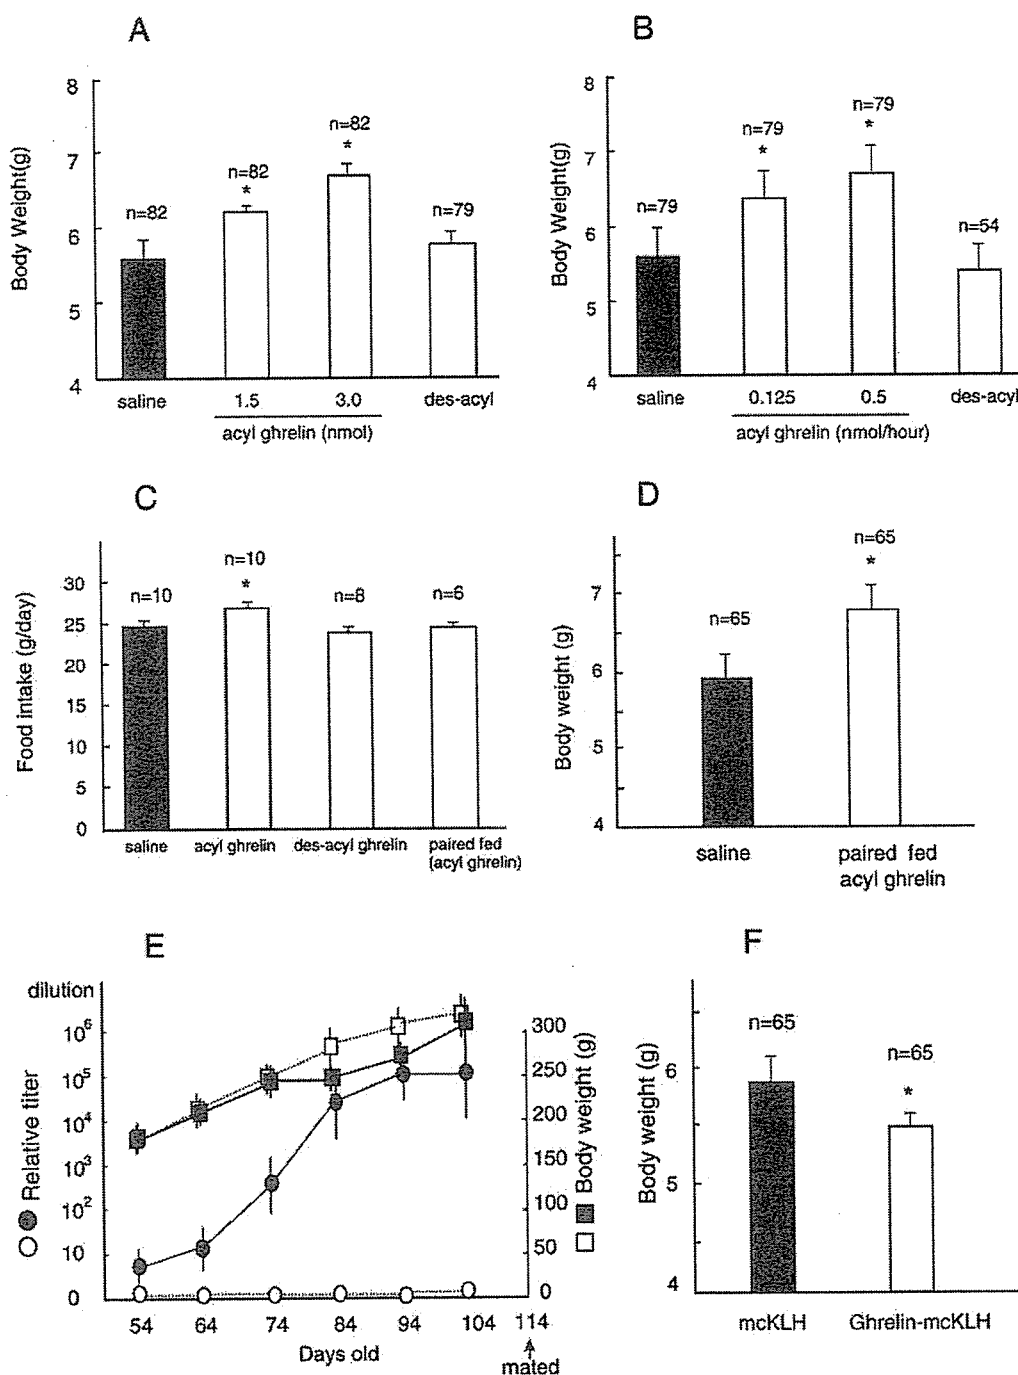 A
Body Weight(g)
8
7
6
5
4
n=82
n=82
*
n=82
*
n=79
saline
1.5
3.0
des-acyl
acyl ghrelin (nmol)
B
Body Weight(g)
8
7
6
5
4
n=79
n=79
*
n=79
*
n=54
saline
0.125
0.5
des-acyl
acyl ghrelin (nmol/hour)
C
Food intake (g/day)
30
25
20
15
10
5
0
n=10
n=10
*
n=8
n=6
saline
acyl ghrelin
des-acyl ghrelin
paired fed
(acyl ghrelin)
D
Body weight (g)
7
6
5
4
n=65
n=65
*
saline
paired fed
acyl ghrelin
E
dilution
Relative titer
10⁶
10⁵
10⁴
10³
10²
10
0
300
250
200
150
100
50
0
Body weight (g)
54 64 74 84 94 104 114
Days old
mated
F
Body weight (g)
6
5
4
n=65
n=65
*
mcKLH
Ghrelin-mcKLH